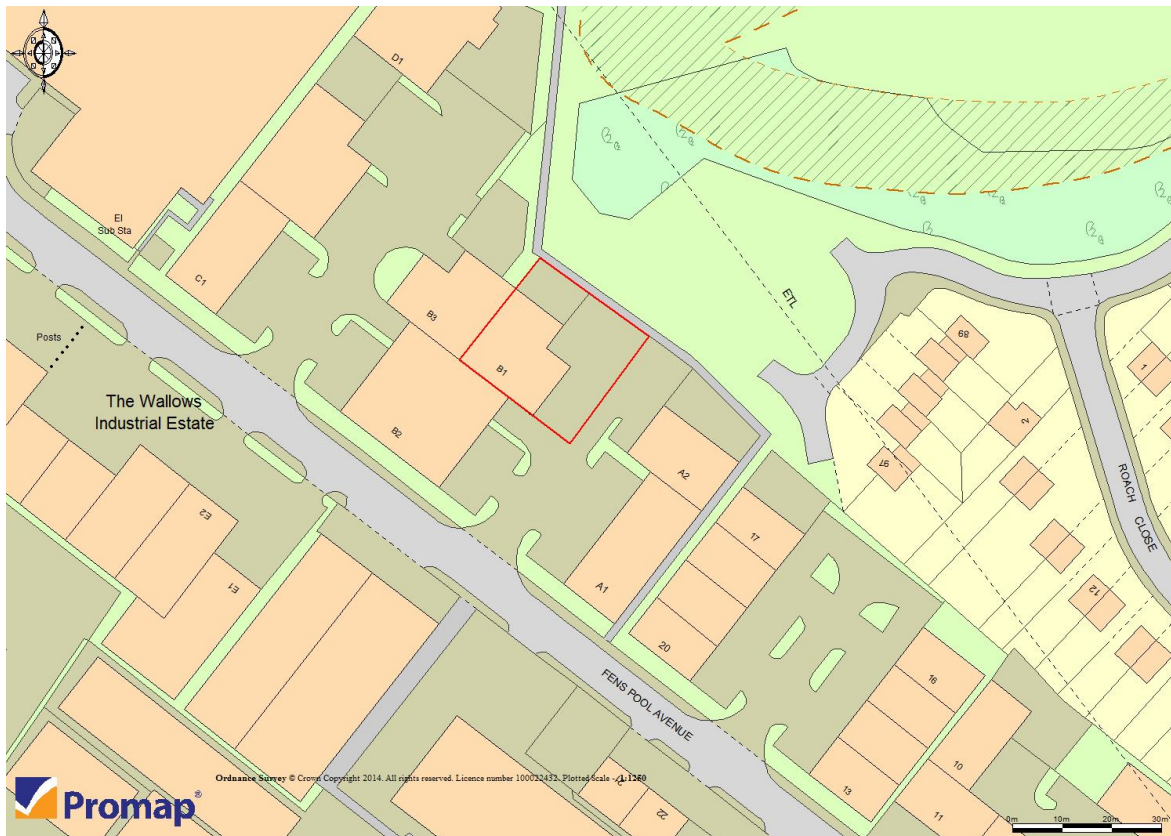 D1
El
Sub Sta
C1
ETL
B3
Posts
B1
89
1
The Wallows
Industrial Estate
B2
2
A2
97
ROACH CLOSE
E2
17
E1
A1
12
20
FENS POOL AVENUE
16
10
13
11
22
Ordnance Survey © Crown Copyright 2014. All rights reserved. Licence number 100022432. Plotted Scale - 1:1250
Promap®
0m 10m 20m 30m